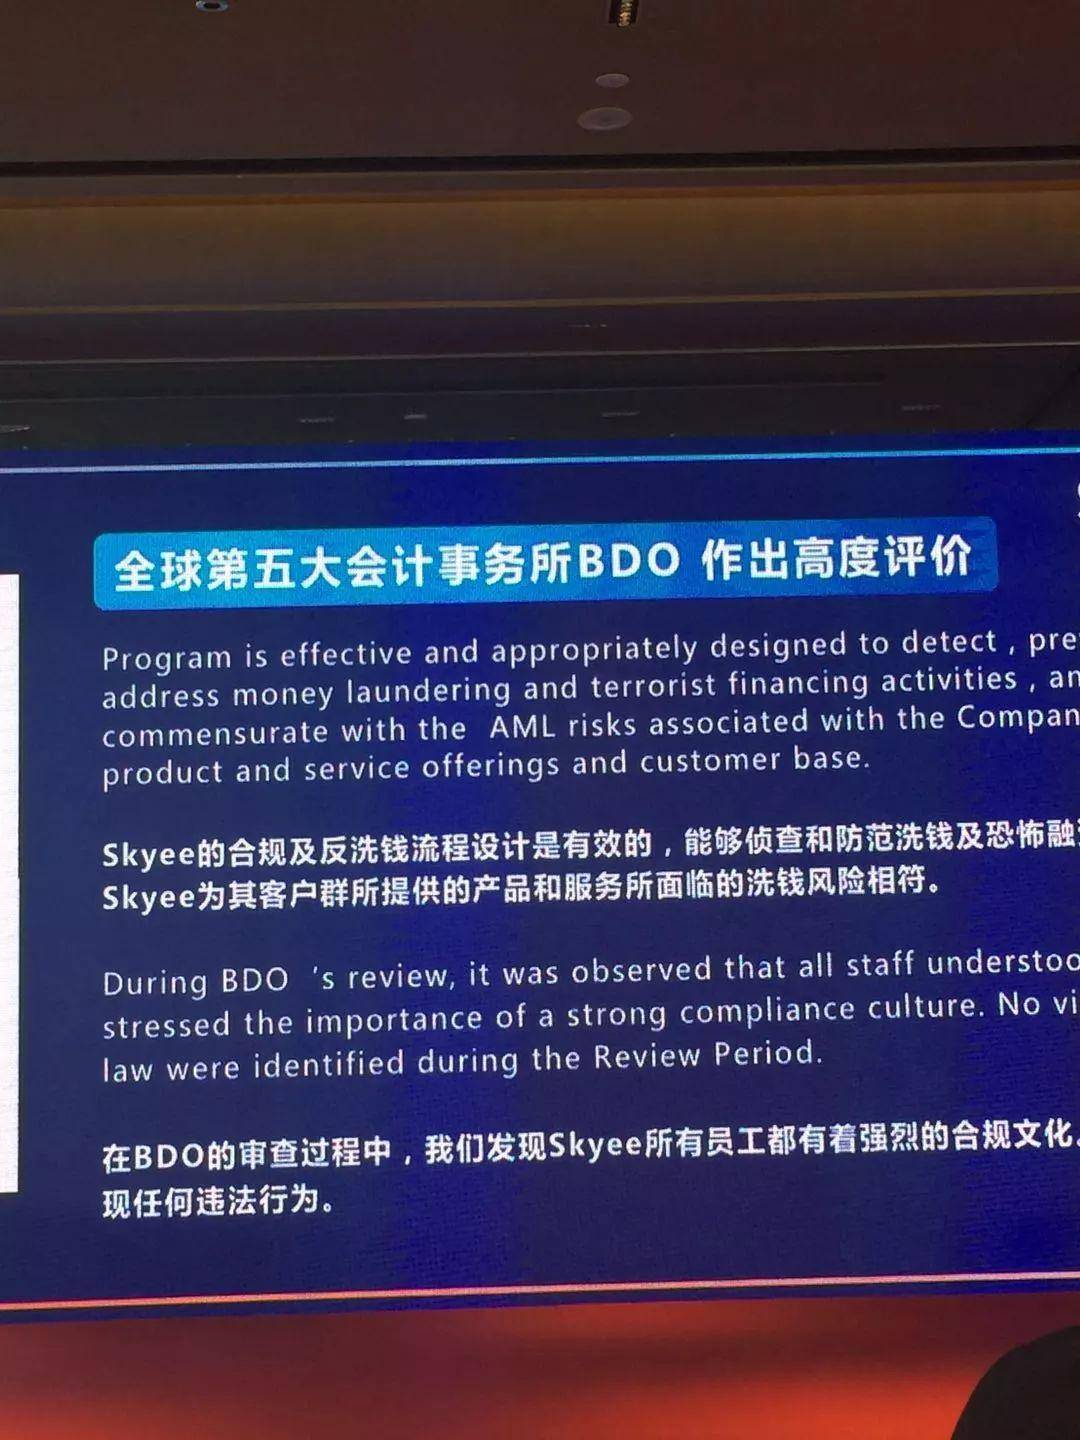 全球第五大会计事务所BDO 作出高度评价
Program is effective and appropriately designed to detect , pre
address money laundering and terrorist financing activities , an
commensurate with the AML risks associated with the Compan
product and service offerings and customer base.
Skyee的合规及反洗钱流程设计是有效的，能够侦查和防范洗钱及恐怖融
Skyee为其客户群所提供的产品和服务所面临的洗钱风险相符。
During BDO 's review, it was observed that all staff understoo
stressed the importance of a strong compliance culture. No vi
law were identified during the Review Period.
在BDO的审查过程中，我们发现Skyee所有员工都有着强烈的合规文化
现任何违法行为。